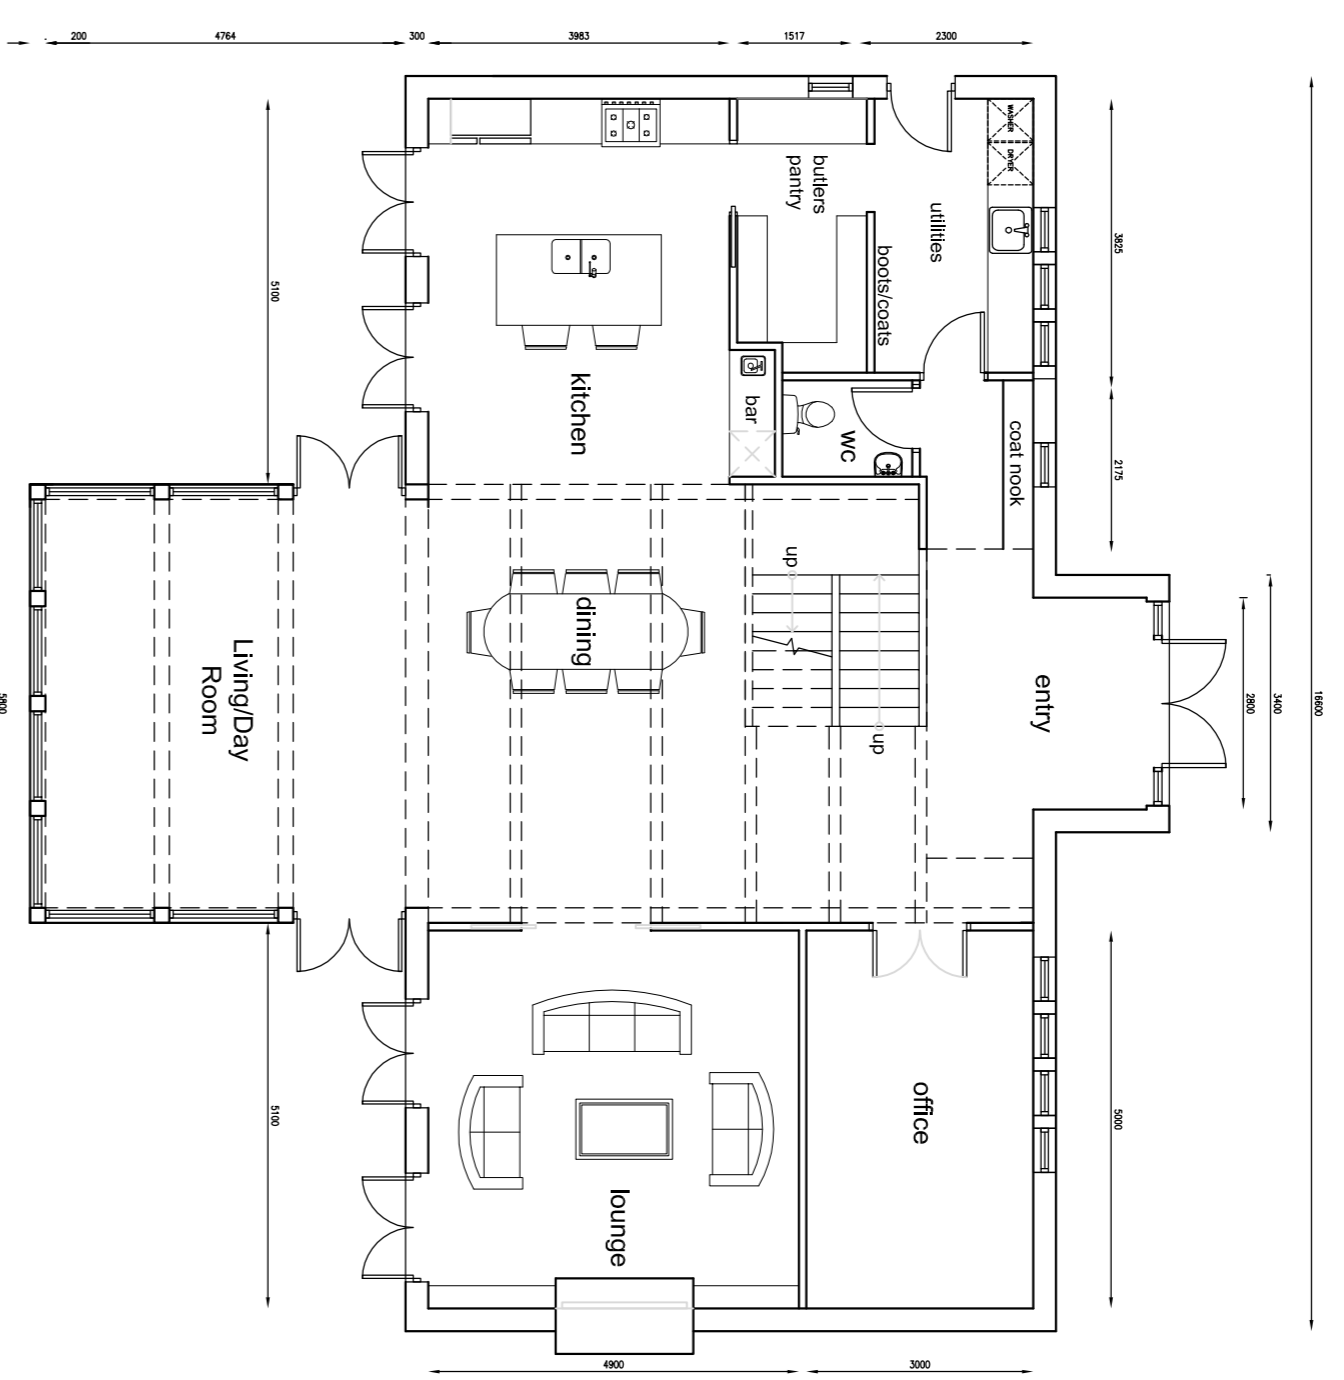 200
4764
300
3983
1517
2300
WASHER
DRYER
butlers
pantry
utilities
boots/coats
3825
5100
kitchen
bar
wc
coat nook
2175
up
dining
Living/Day
Room
up
entry
2800
3400
16600
5800
office
5000
5100
lounge
4900
3000